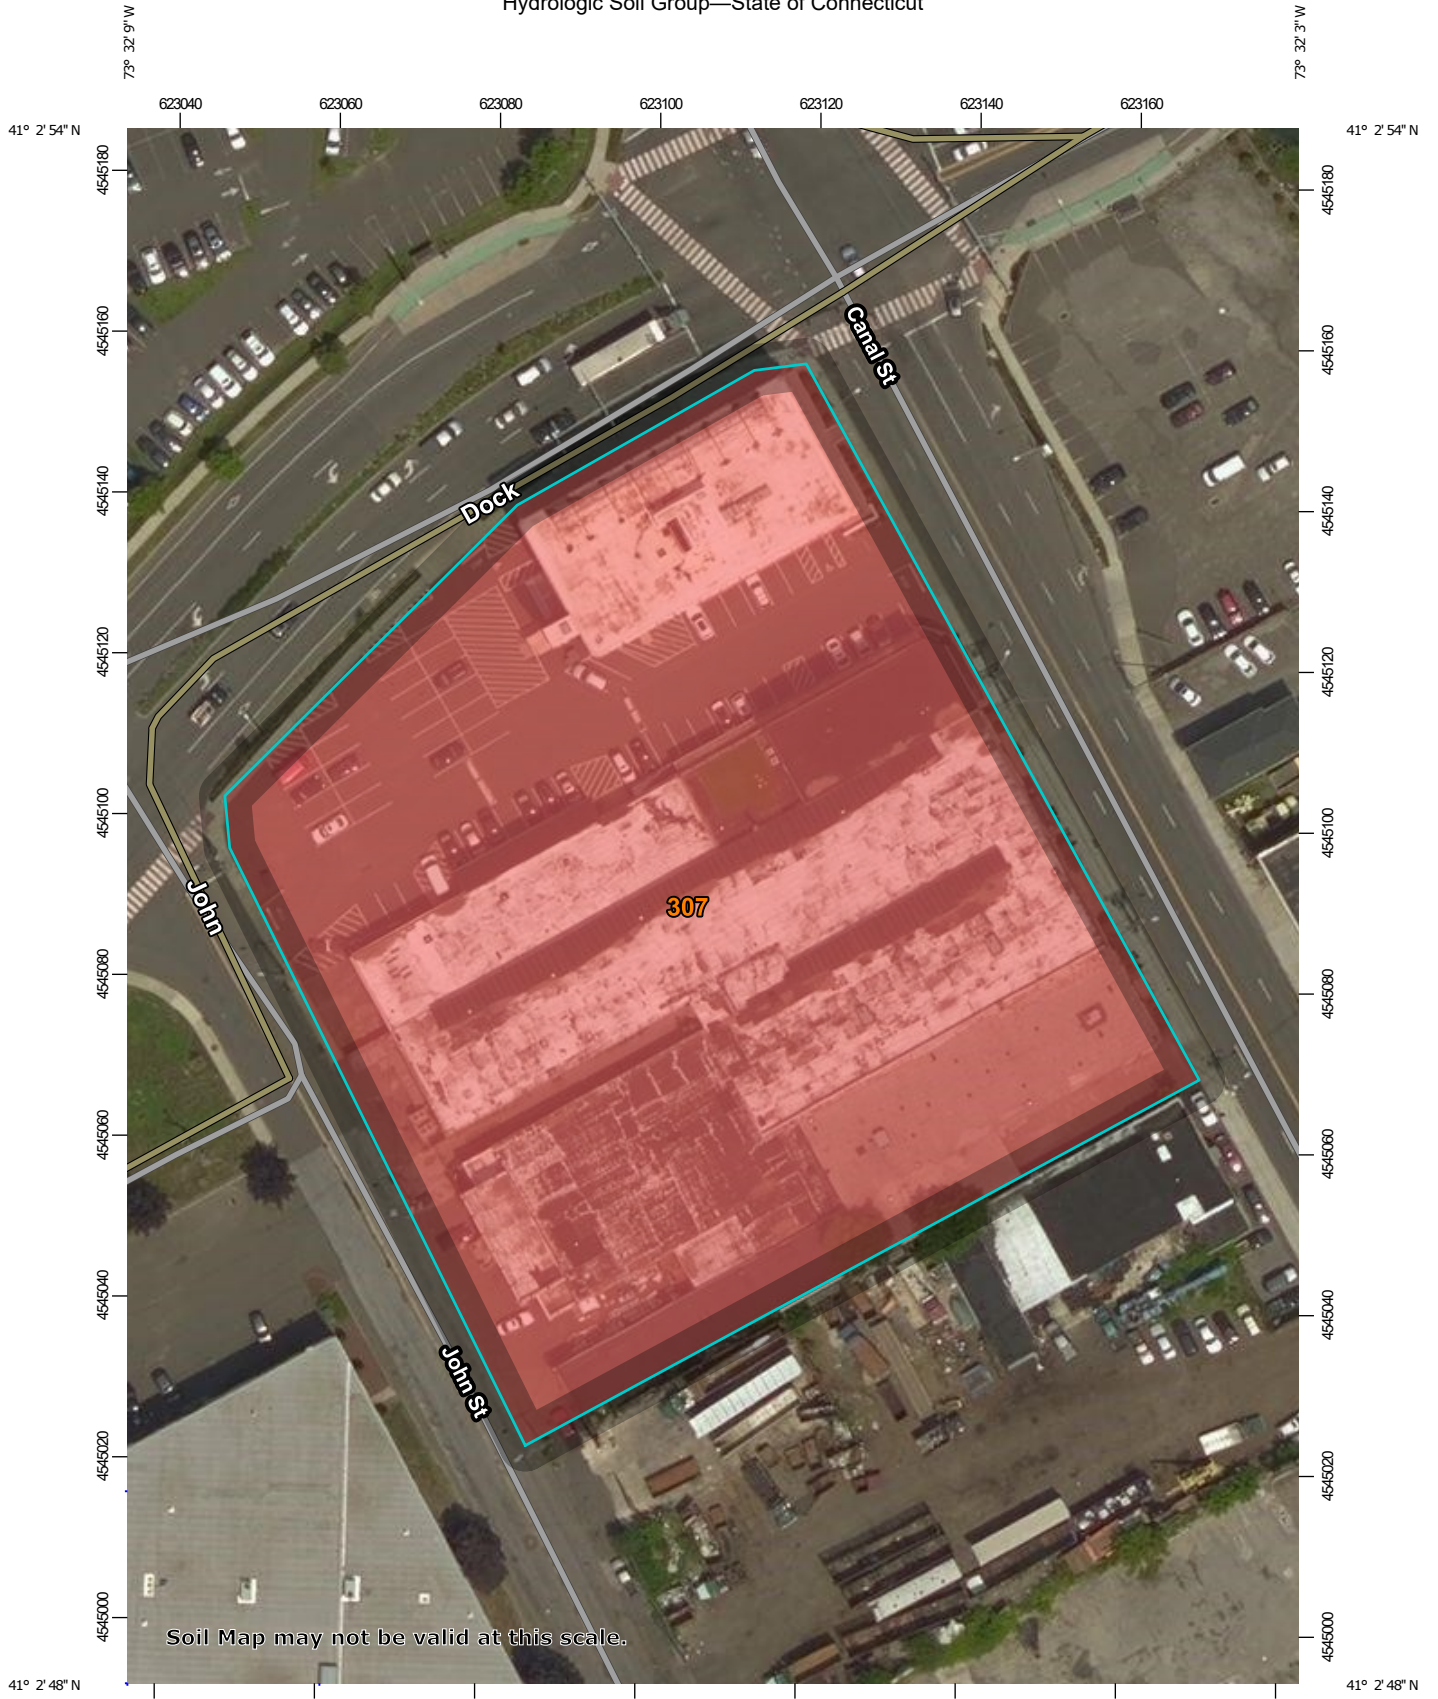 Hydrologic Soil Group—State of Connecticut
73° 32' 9" W
73° 32' 3" W
623040
623060
623080
623100
623120
623140
623160
41° 2' 54" N
41° 2' 54" N
4545180
4545180
4545160
4545160
Canal St
4545140
4545140
Dock
4545120
4545120
4545100
4545100
John
307
4545080
4545080
4545060
4545060
4545040
4545040
John St
4545020
4545020
4545000
4545000
Soil Map may not be valid at this scale.
41° 2' 48" N
41° 2' 48" N